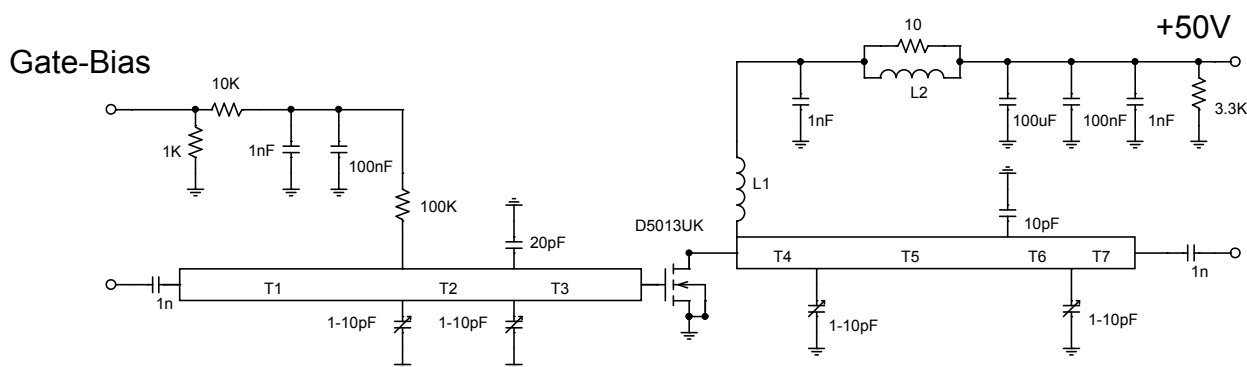 10
+50V
Gate-Bias
10K
L2
3.3K
1nF
100uF
100nF
1nF
1K
1nF
100nF
L1
100K
D5013UK
10pF
20pF
T4
T5
T6
T7
T1
T2
T3
1n
1n
1-10pF
1-10pF
1-10pF
1-10pF